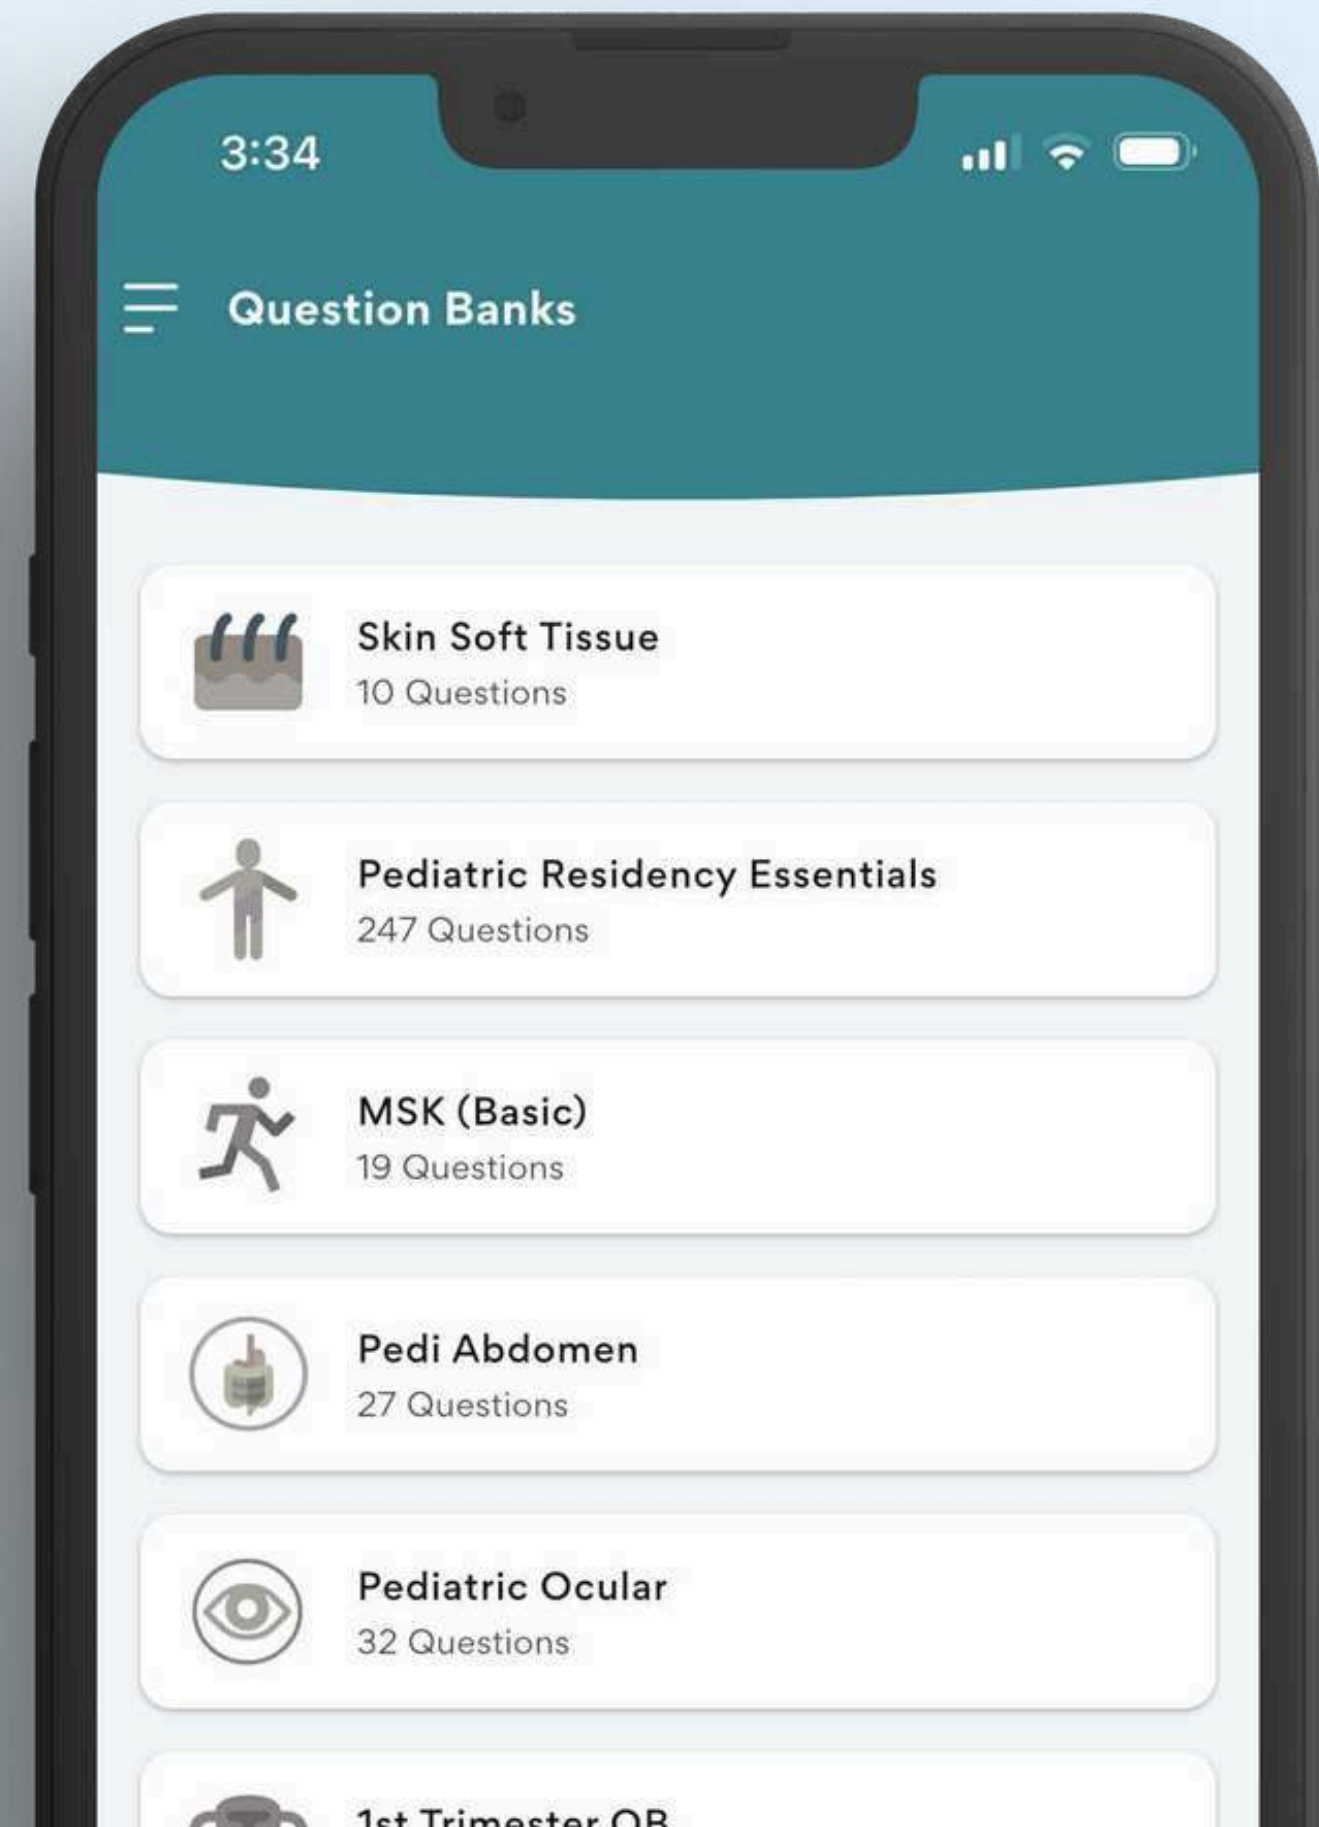 3:34
Question Banks
Skin Soft Tissue
10 Questions
Pediatric Residency Essentials
247 Questions
MSK (Basic)
19 Questions
Pedi Abdomen
27 Questions
Pediatric Ocular
32 Questions
1st Trimester OB